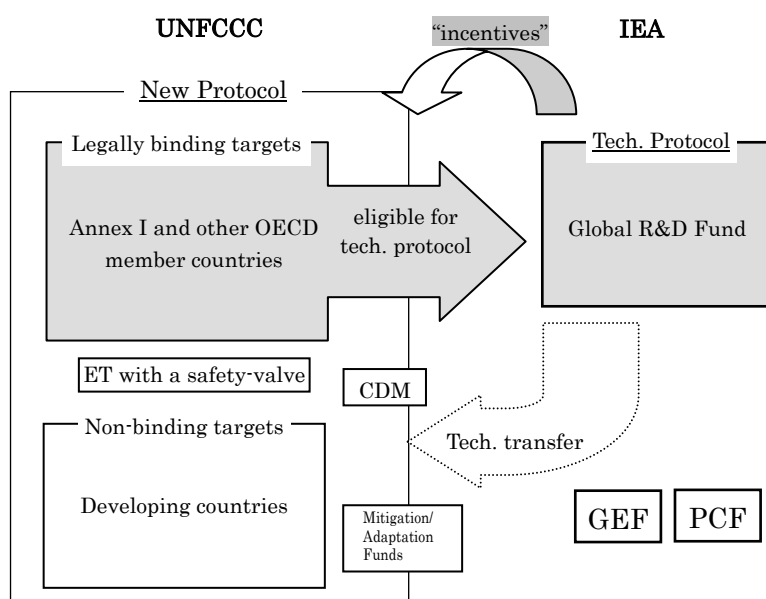 UNFCCC
“incentives”
IEA
New Protocol
Legally binding targets
Tech. Protocol
Annex I and other OECD
member countries
eligible for
tech. protocol
Global R&D Fund
ET with a safety-valve
CDM
Non-binding targets
Tech. transfer
Developing countries
Mitigation/
Adaptation
Funds
GEF
PCF